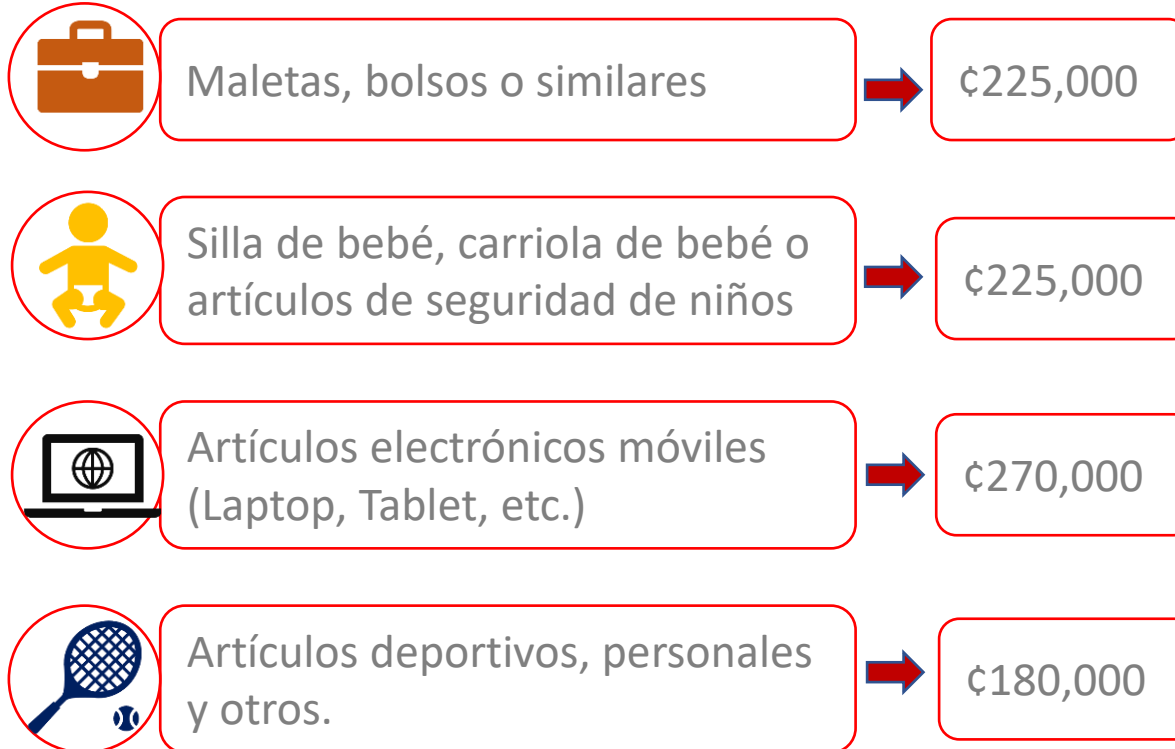 Maletas, bolsos o similares
¢225,000
Silla de bebé, carriola de bebé o
artículos de seguridad de niños
¢225,000
Artículos electrónicos móviles
(Laptop, Tablet, etc.)
¢270,000
Artículos deportivos, personales
y otros.
¢180,000